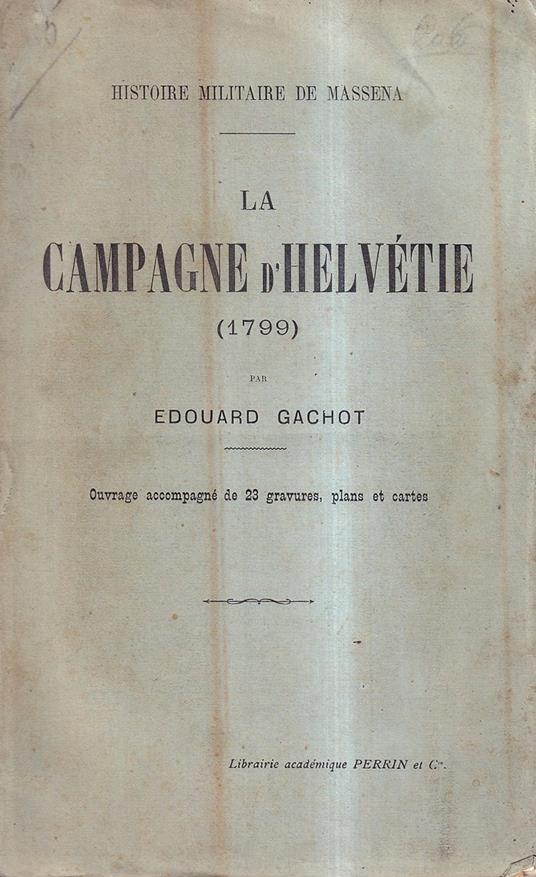 HISTOIRE MILITAIRE DE MASSENA
LA
CAMPAGNE D'HELVÉTIE
(1799)
PAR
EDOUARD GACHOT
Ouvrage accompagné de 23 gravures, plans et cartes
Librairie académique PERRIN et Cie.